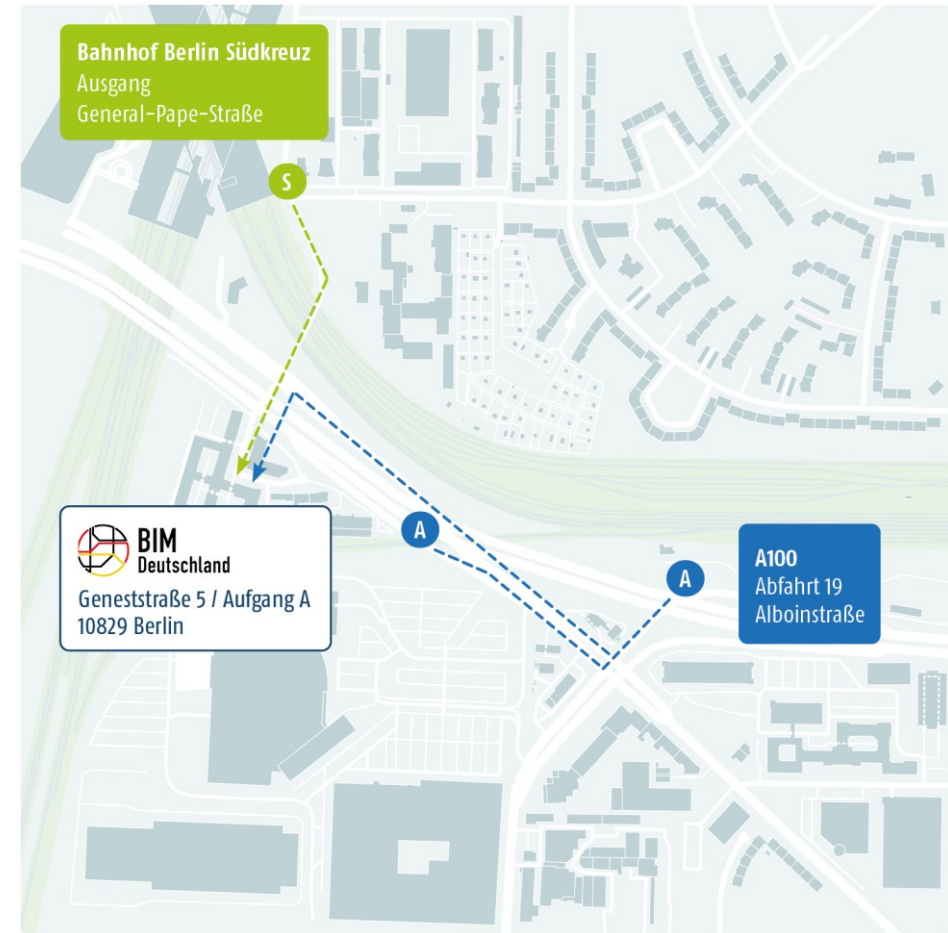 Bahnhof Berlin Südkreuz
Ausgang
General-Pape-Straße
S
A
A
A100
Abfahrt 19
Alboinstraße
BIM
Deutschland
Geneststraße 5 / Aufgang A
10829 Berlin